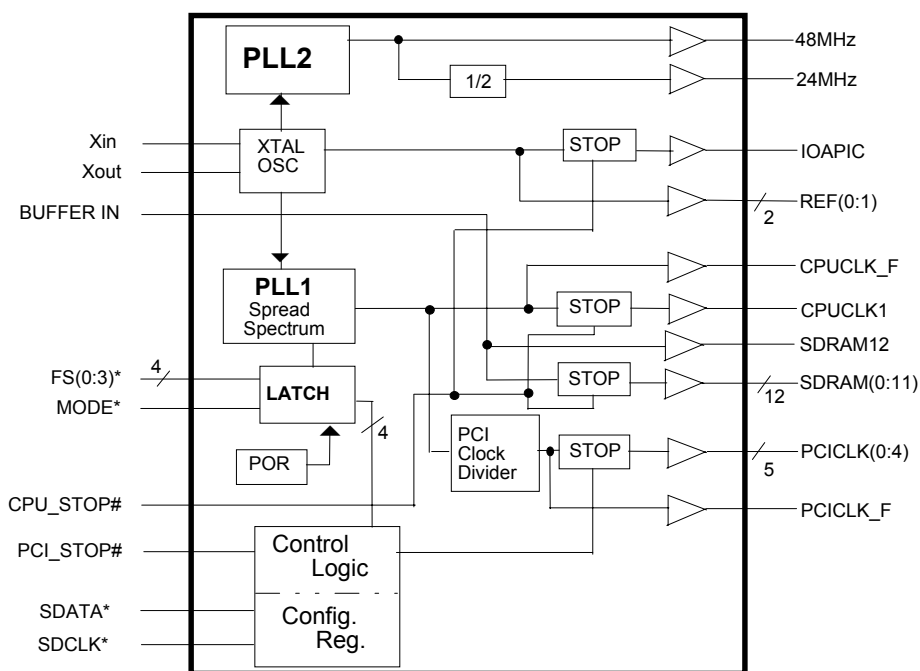 PLL2
48MHz
1/2
24MHz
Xin
Xout
XTAL
OSC
STOP
IOAPIC
BUFFER IN
REF(0:1)
2
PLL1
Spread
Spectrum
CPUCLK_F
STOP
CPUCLK1
SDRAM12
FS(0:3)*
4
MODE*
LATCH
4
STOP
SDRAM(0:11)
12
POR
PCI
Clock
Divider
STOP
PCICLK(0:4)
5
CPU_STOP#
PCICLK_F
PCI_STOP#
Control
Logic
SDATA*
SDCLK*
Config.
Reg.